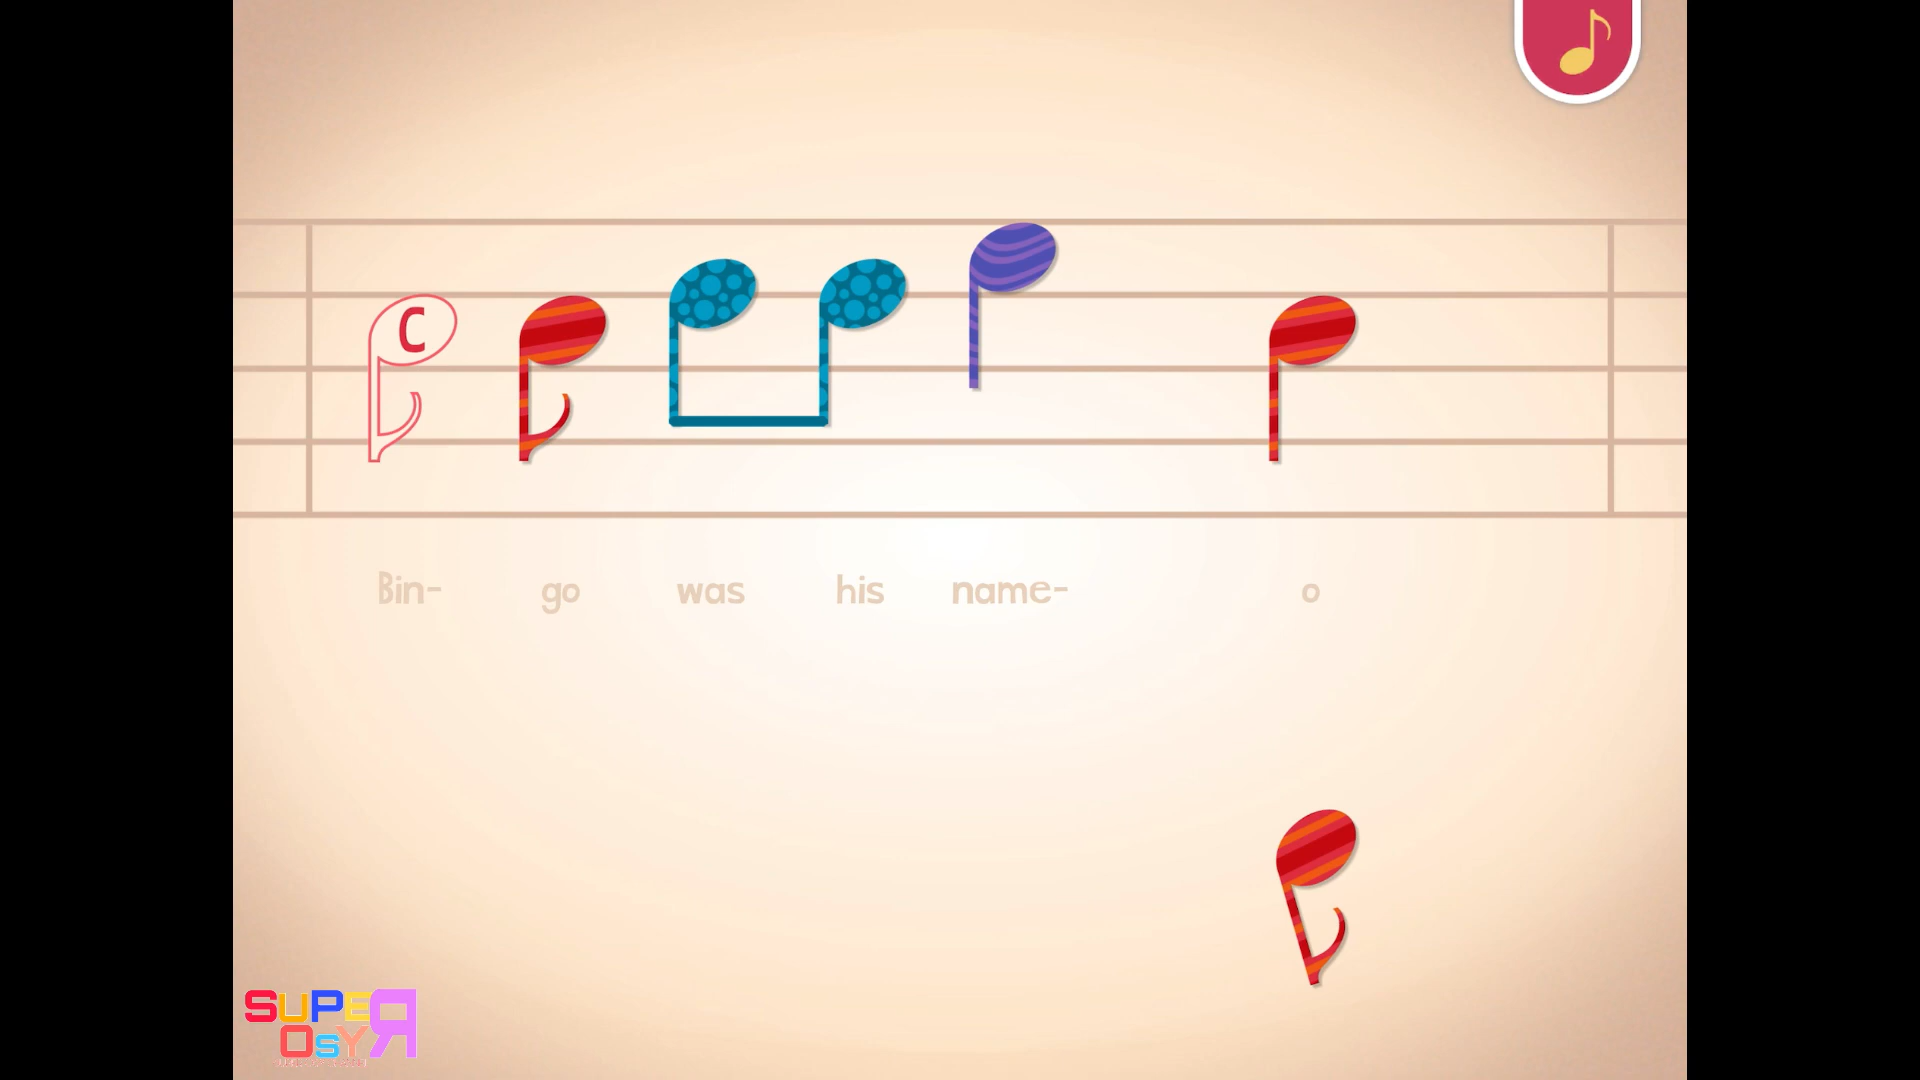 C
Bin- go was his name- o
SUPER
OSYR